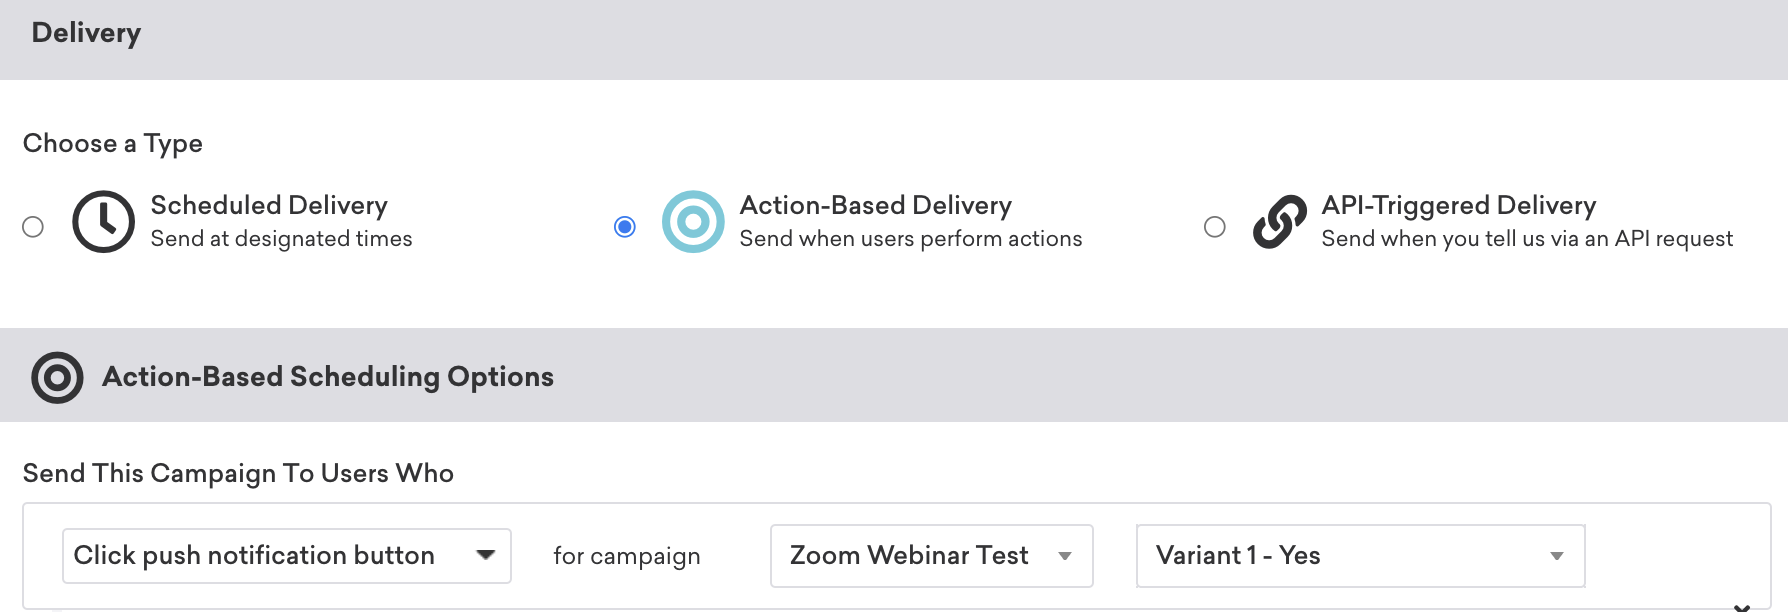 Delivery
Choose a Type
Scheduled Delivery
Send at designated times
Action-Based Delivery
Send when users perform actions
API-Triggered Delivery
Send when you tell us via an API request
Action-Based Scheduling Options
Send This Campaign To Users Who
Click push notification button for campaign Zoom Webinar Test Variant 1 - Yes